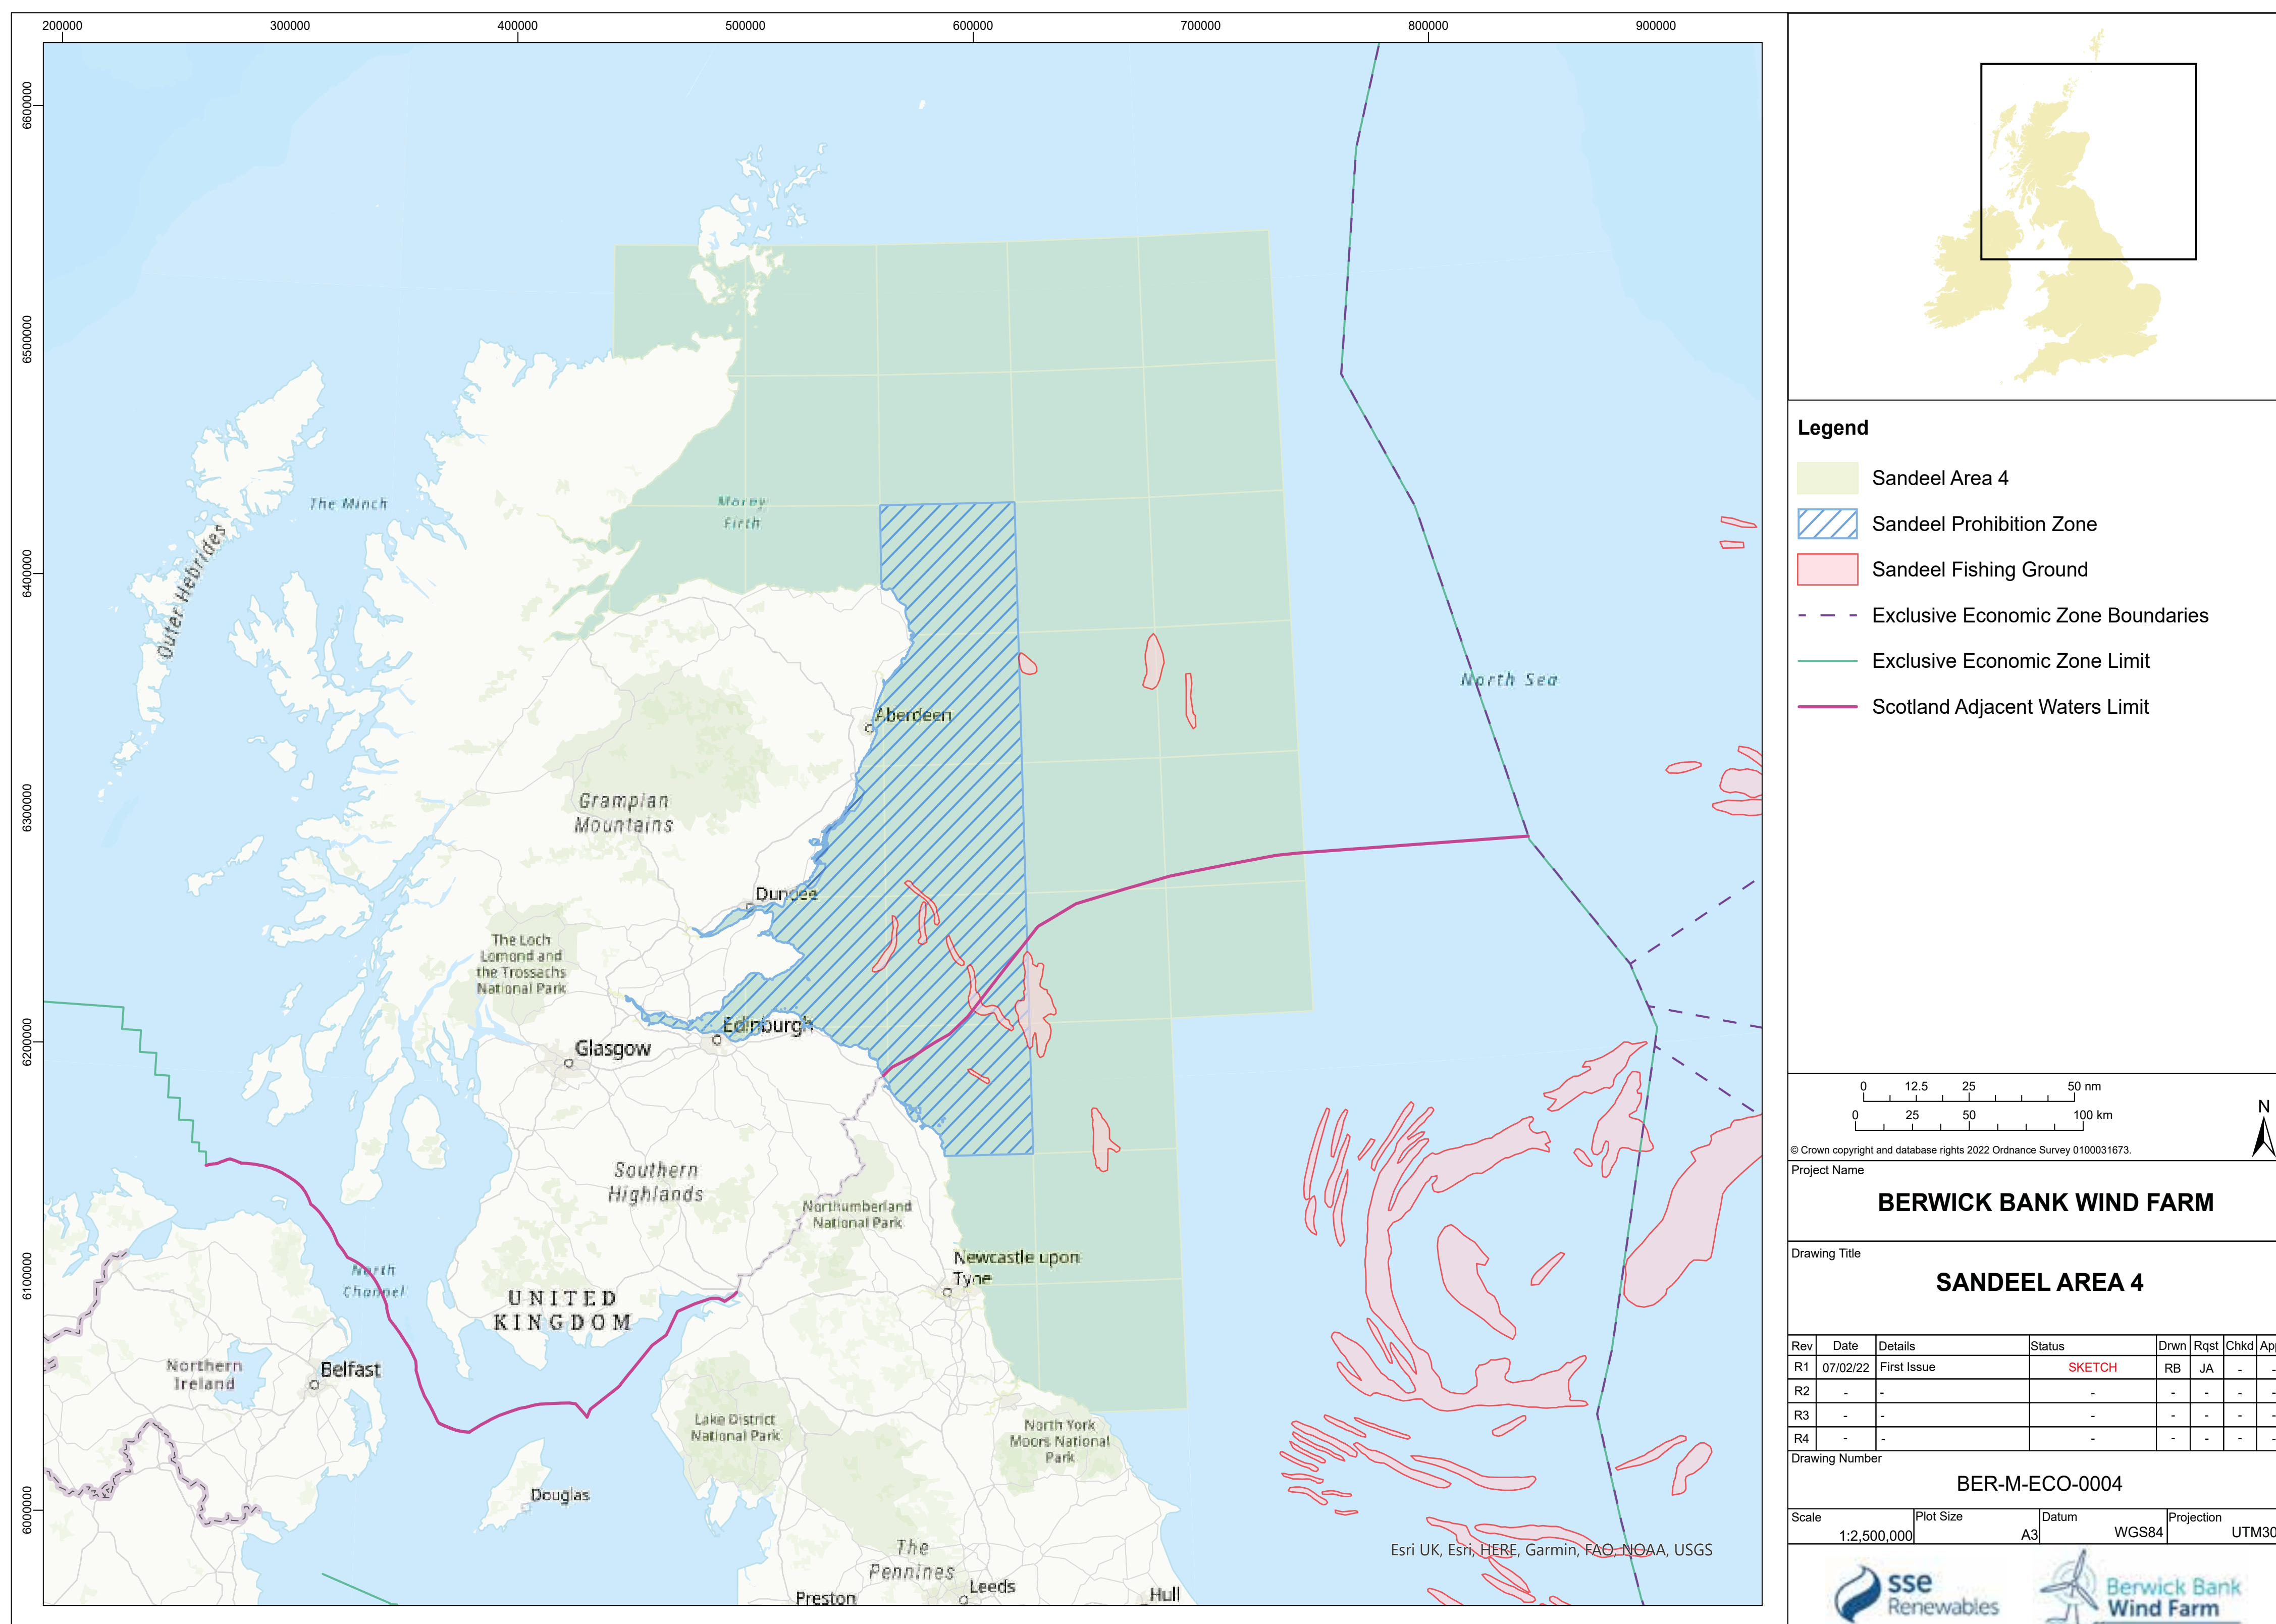 200000 300000 400000 500000 600000 700000 800000 900000
6600000
6500000
6400000
6300000
6200000
6100000
6000000
The Minch
Outer Hebrides
Moray
Firth
North Sea
Aberdeen
Grampian
Mountains
Dundee
The Loch
Lomond and
the Trossachs
National Park
Edinburgh
Glasgow
Southern
Highlands
Northumberland
National Park
North
Channel
UNITED
KINGDOM
Newcastle upon
Tyne
Northern
Ireland
Belfast
Lake District
National Park
North York
Moors National
Park
Douglas
The
Pennines
Preston
Leeds
Hull
Esri UK, Esri, HERE, Garmin, FAO, NOAA, USGS
Legend
Sandeel Area 4
Sandeel Prohibition Zone
Sandeel Fishing Ground
Exclusive Economic Zone Boundaries
Exclusive Economic Zone Limit
Scotland Adjacent Waters Limit
0 12.5 25 50 nm
0 25 50 100 km
N
© Crown copyright and database rights 2022 Ordnance Survey 0100031673.
Project Name
BERWICK BANK WIND FARM
Drawing Title
SANDEEL AREA 4
Rev Date Details Status Drwn Rqst Chkd App
R1 07/02/22 First Issue SKETCH RB JA - -
R2 - - - - - - -
R3 - - - - - - -
R4 - - - - - - -
Drawing Number
BER-M-ECO-0004
Scale Plot Size Datum Projection
1:2,500,000 A3 WGS84 UTM30
sse
Renewables
Berwick Bank
Wind Farm